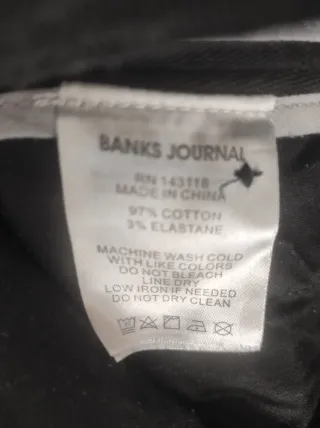 BANKS JOURNAL
RN 143118
MADE IN CHINA
97% COTTON
3% ELASTANE
MACHINE WASH COLD
WITH LIKE COLORS
DO NOT BLEACH
LINE DRY
LOW IRON IF NEEDED
DO NOT DRY CLEAN